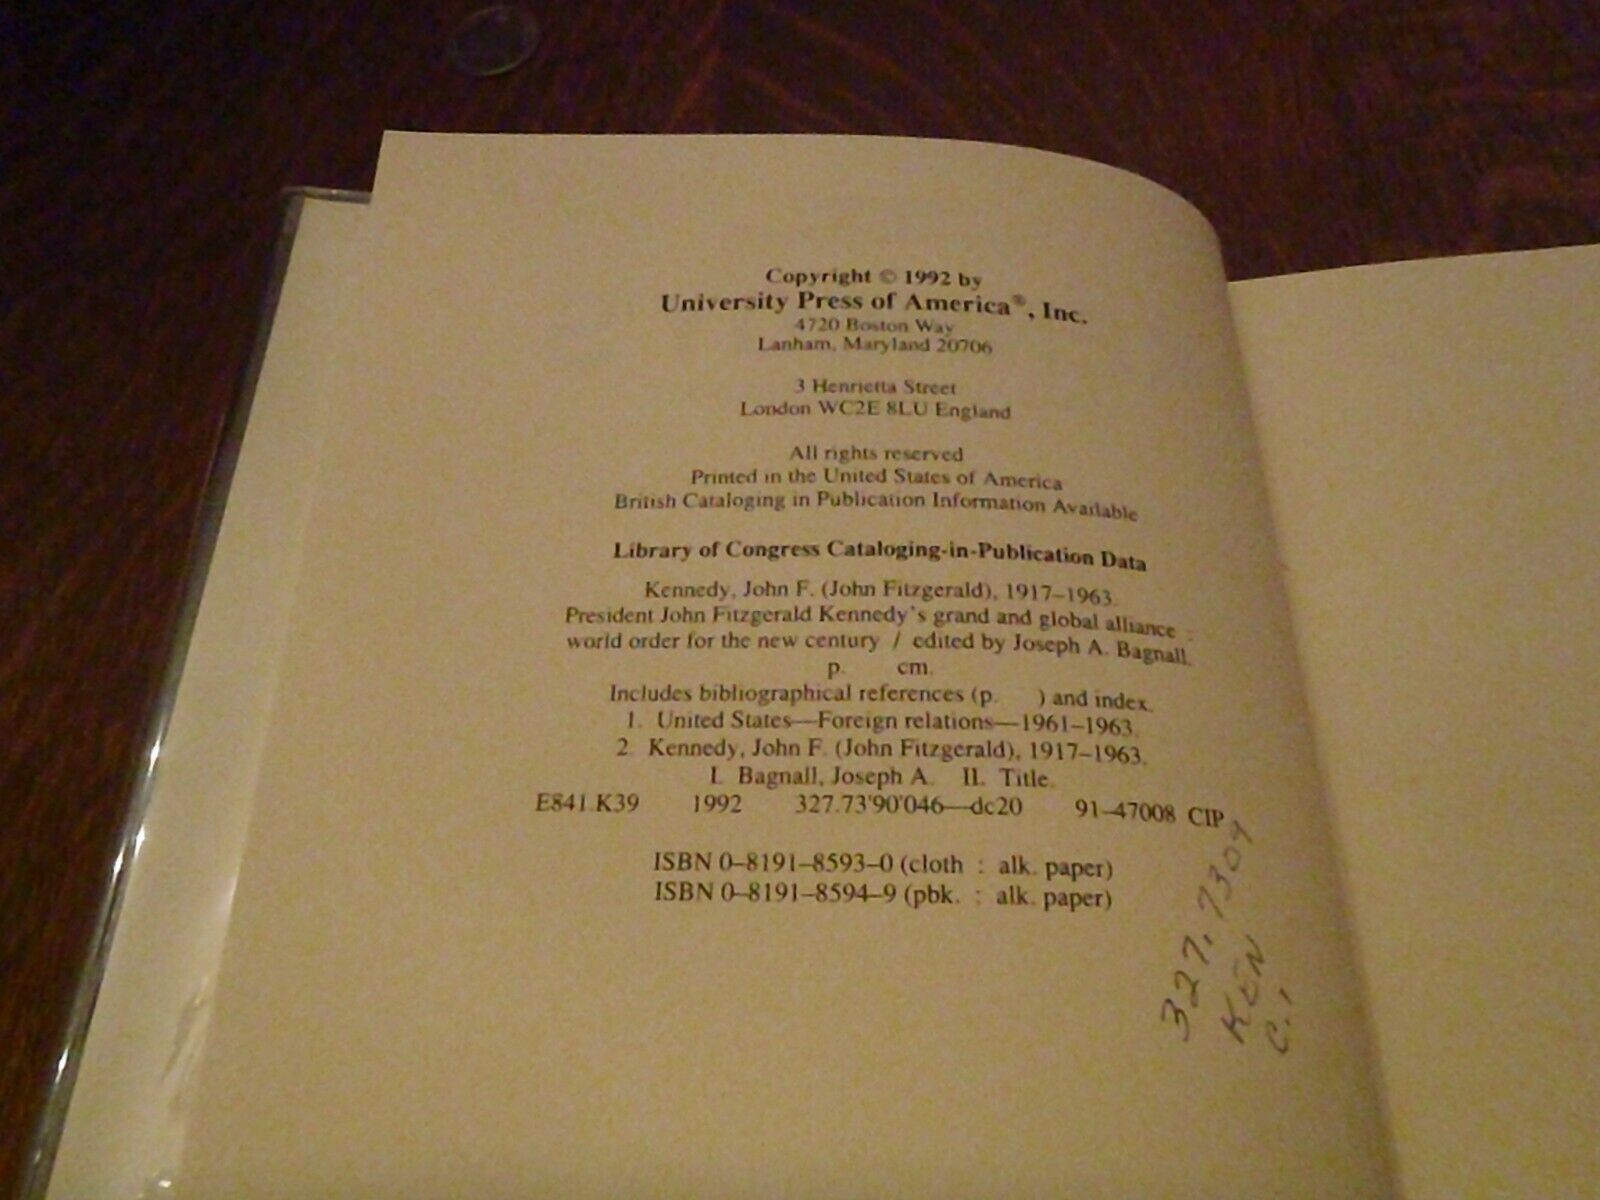 Copyright © 1992 by
University Press of America®, Inc.
4720 Boston Way
Lanham, Maryland 20706
3 Henrietta Street
London WC2E 8LU England
All rights reserved
Printed in the United States of America
British Cataloging in Publication Information Available
Library of Congress Cataloging-in-Publication Data
Kennedy, John F. (John Fitzgerald), 1917–1963.
President John Fitzgerald Kennedy's grand and global alliance :
world order for the new century / edited by Joseph A. Bagnall.
p. cm.
Includes bibliographical references (p. ) and index.
1. United States—Foreign relations—1961–1963.
2. Kennedy, John F. (John Fitzgerald), 1917–1963.
I. Bagnall, Joseph A. II. Title.
E841.K39 1992 327.73'90'046—dc20 91–47008 CIP
ISBN 0–8191–8593–0 (cloth : alk. paper)
ISBN 0–8191–8594–9 (pbk. : alk. paper)
327.7309
KEN
C.1